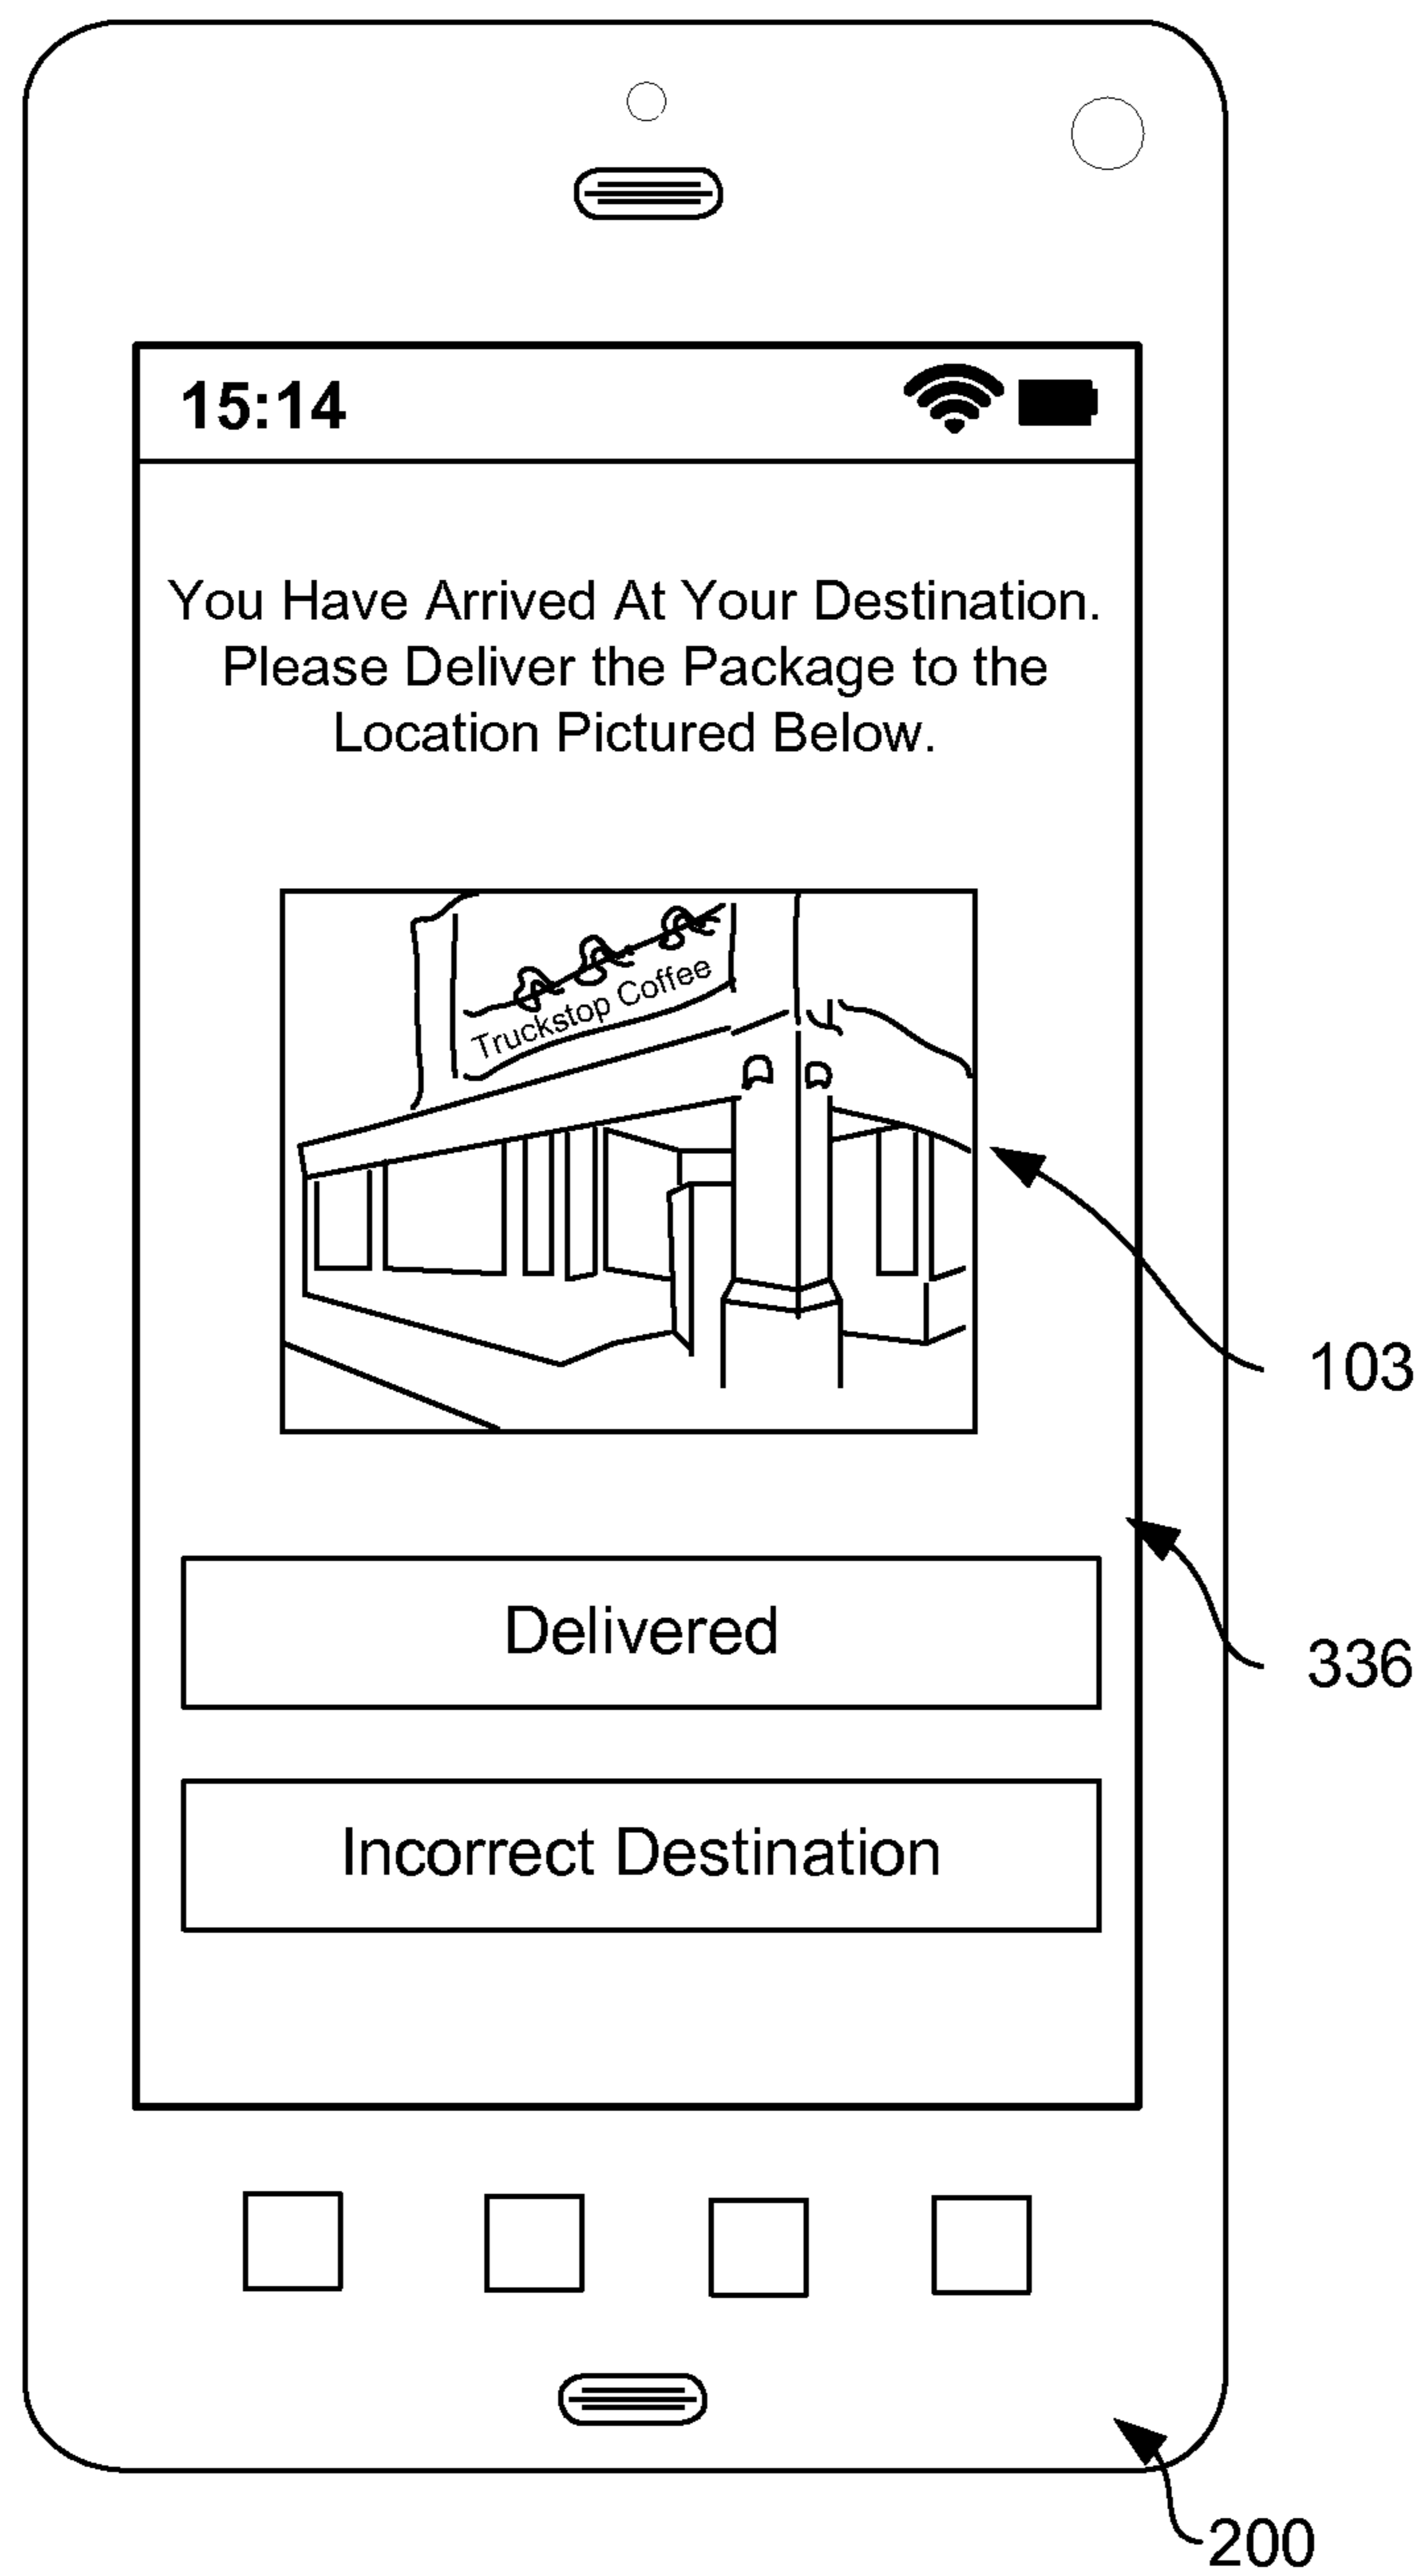 15:14
You Have Arrived At Your Destination.
Please Deliver the Package to the
Location Pictured Below.
Truckstop Coffee
103
Delivered
336
Incorrect Destination
200